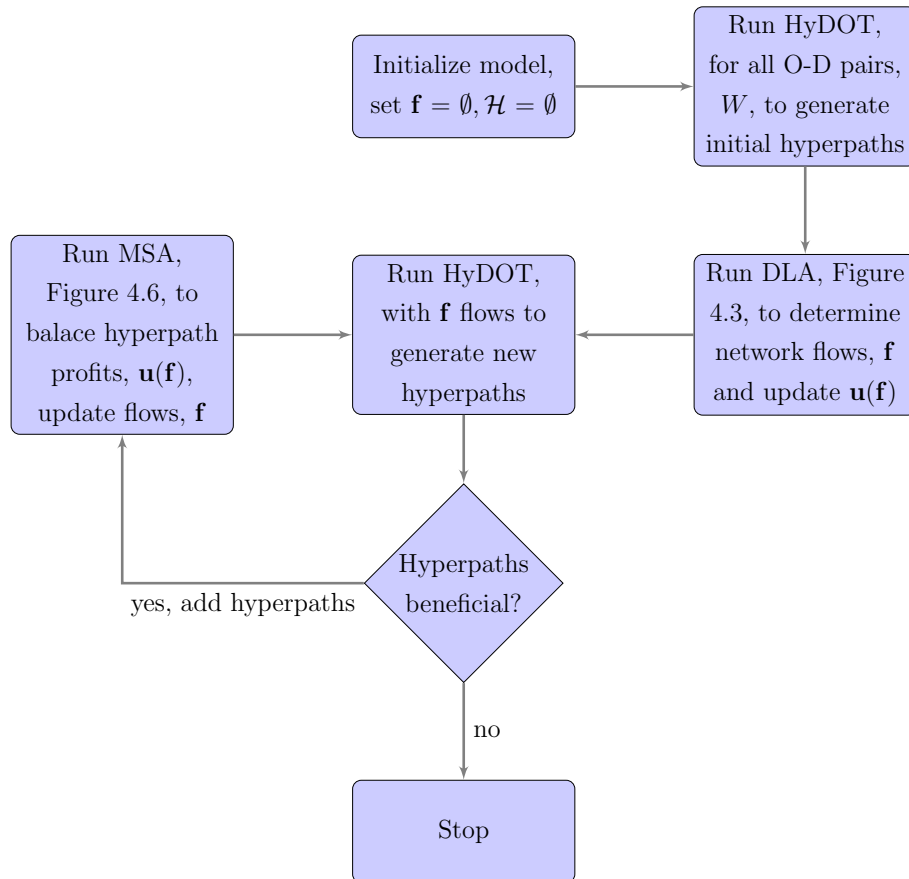 Initialize model,
set f = ∅, ℋ = ∅
Run HyDOT,
for all O-D pairs,
W, to generate
initial hyperpaths
Run MSA,
Figure 4.6, to
balace hyperpath
profits, u(f),
update flows, f
Run HyDOT,
with f flows to
generate new
hyperpaths
Run DLA, Figure
4.3, to determine
network flows, f
and update u(f)
Hyperpaths
beneficial?
yes, add hyperpaths
no
Stop